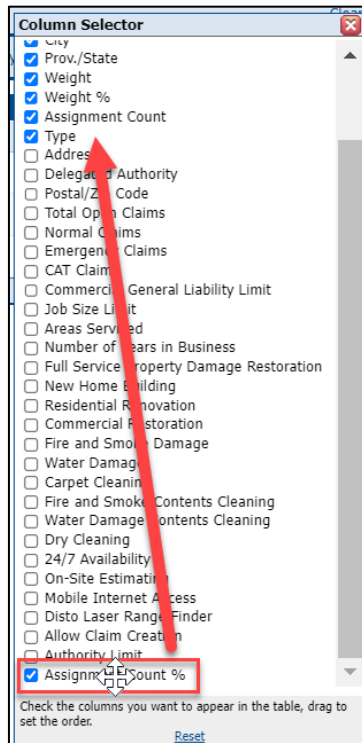 Clear
Column Selector
City
Prov./State
Weight
Weight %
Assignment Count
Type
Address
Delegated Authority
Postal/Zip Code
Total Open Claims
Normal Claims
Emergency Claims
CAT Claims
Commercial General Liability Limit
Job Size Limit
Areas Serviced
Number of Years in Business
Full Service Property Damage Restoration
New Home Building
Residential Renovation
Commercial Restoration
Fire and Smoke Damage
Water Damage
Carpet Cleaning
Fire and Smoke Contents Cleaning
Water Damage Contents Cleaning
Dry Cleaning
24/7 Availability
On-Site Estimating
Mobile Internet Access
Disto Laser Range Finder
Allow Claim Creation
Authority Limit
Assignment Count %
Check the columns you want to appear in the table, drag to
set the order.
Reset